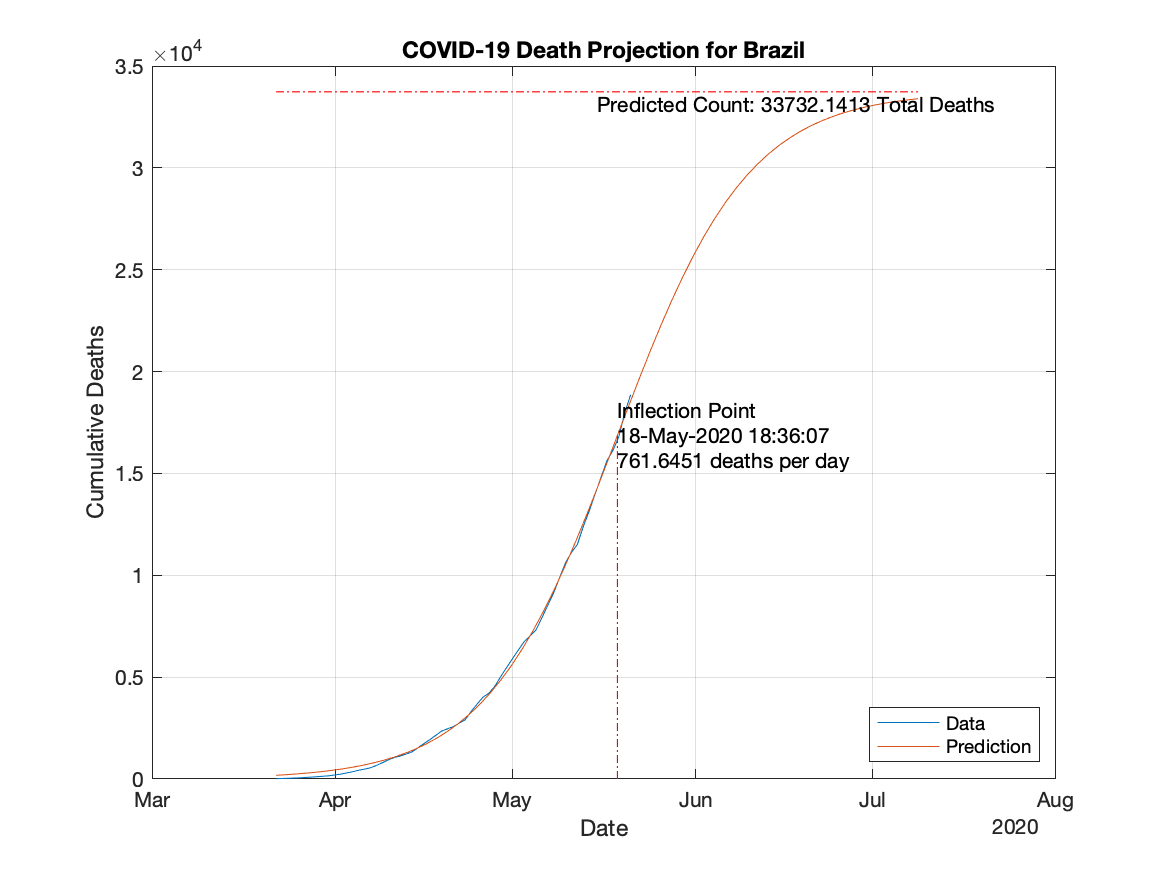 COVID-19 Death Projection for Brazil
×10⁴
3.5
3
2.5
2
1.5
1
0.5
0
Cumulative Deaths
Predicted Count: 33732.1413 Total Deaths
Inflection Point
18-May-2020 18:36:07
761.6451 deaths per day
Data
Prediction
Mar Apr May Jun Jul Aug
Date
2020